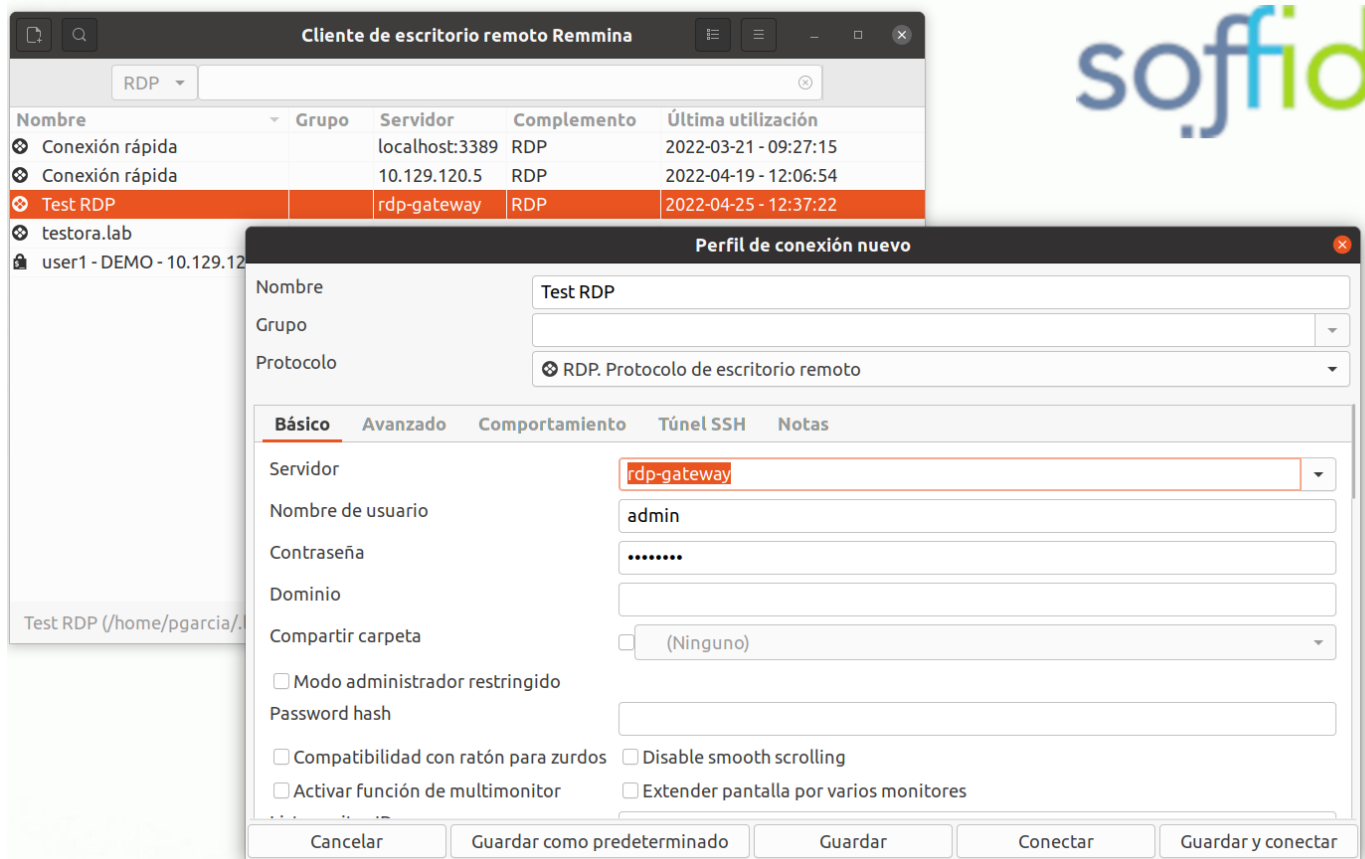 Cliente de escritorio remoto Remmina
soffid
RDP
Nombre Grupo Servidor Complemento Última utilización
Conexión rápida localhost:3389 RDP 2022-03-21 - 09:27:15
Conexión rápida 10.129.120.5 RDP 2022-04-19 - 12:06:54
Test RDP rdp-gateway RDP 2022-04-25 - 12:37:22
testora.lab
user1 - DEMO - 10.129.12
Test RDP (/home/pgarcia/.
Perfil de conexión nuevo
Nombre Test RDP
Grupo
Protocolo RDP. Protocolo de escritorio remoto
Básico Avanzado Comportamiento Túnel SSH Notas
Servidor rdp-gateway
Nombre de usuario admin
Contraseña ••••••••
Dominio
Compartir carpeta (Ninguno)
Modo administrador restringido
Password hash
Compatibilidad con ratón para zurdos Disable smooth scrolling
Activar función de multimonitor Extender pantalla por varios monitores
Cancelar Guardar como predeterminado Guardar Conectar Guardar y conectar